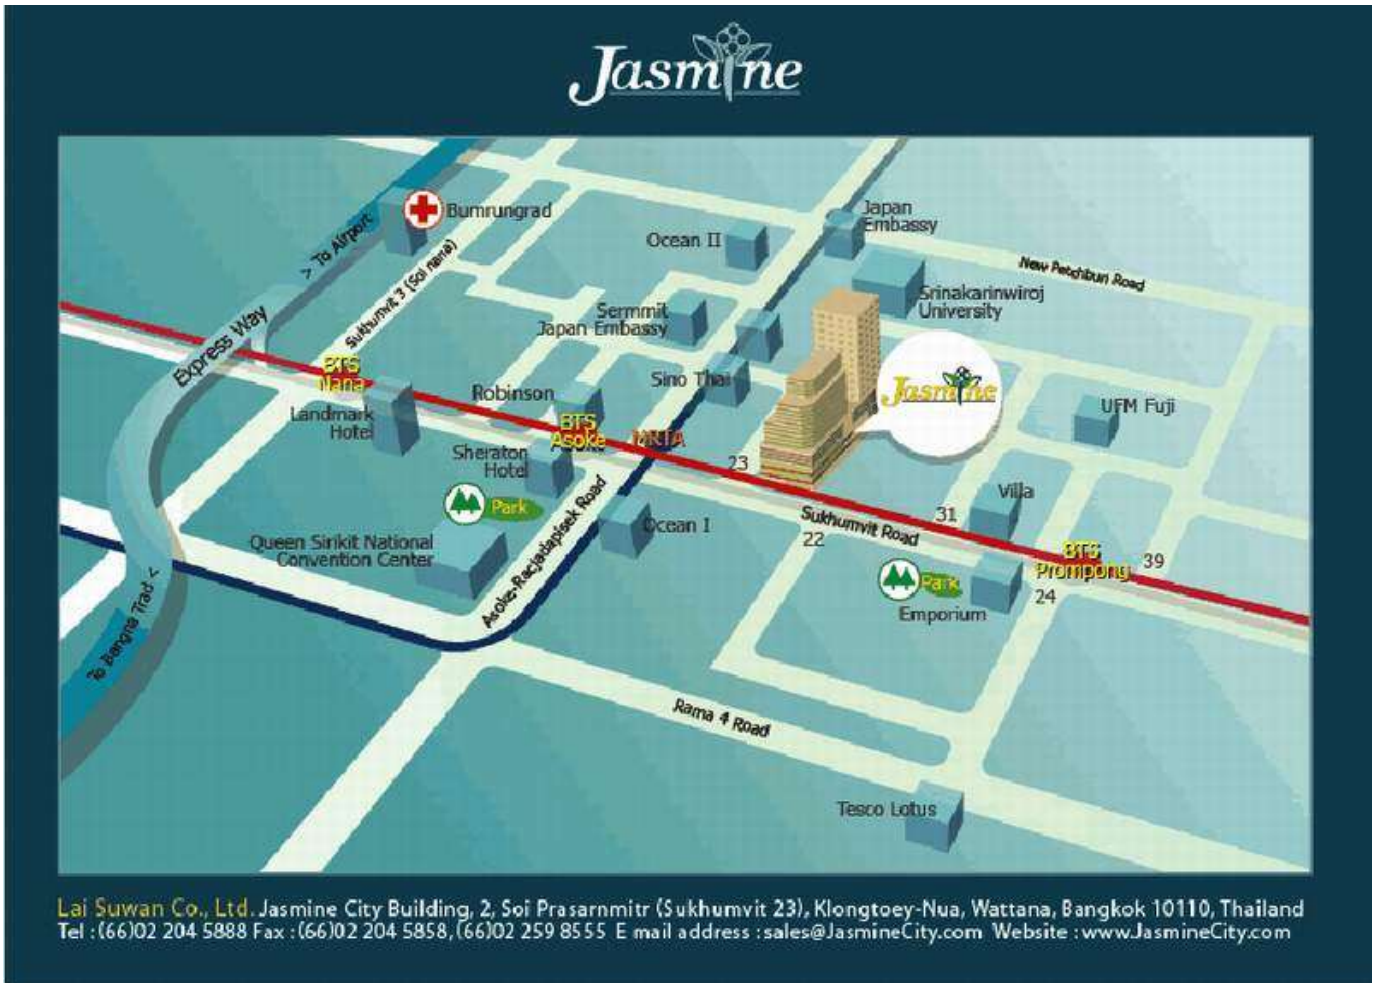 Jasmine
Bumrungrad
> To Airport
Sukhumvit 3 (Soi nana)
Express Way
Japan
Embassy
Ocean II
New Petchburi Road
Srinakarinwiroj
University
Sermmit
Japan Embassy
Sino Thai
Jasmine
BTS
Nana
Robinson
Landmark
Hotel
BTS
Asoke
MRTA
UFM Fuji
Sheraton
Hotel
23
Park
Asoke-Racjadapisek Road
Ocean I
Villa
31
Sukhumvit Road
22
Queen Sirikit National
Convention Center
BTS
Prompong
39
Park
24
Emporium
To Bangna Trad <
Rama 4 Road
Tesco Lotus
Lai Suwan Co., Ltd. Jasmine City Building, 2, Soi Prasarnmitr (Sukhumvit 23), Klongtoey-Nua, Wattana, Bangkok 10110, Thailand
Tel :(66)02 204 5888 Fax :(66)02 204 5858, (66)02 259 8555 E mail address :sales@JasmineCity.com Website :www.JasmineCity.com